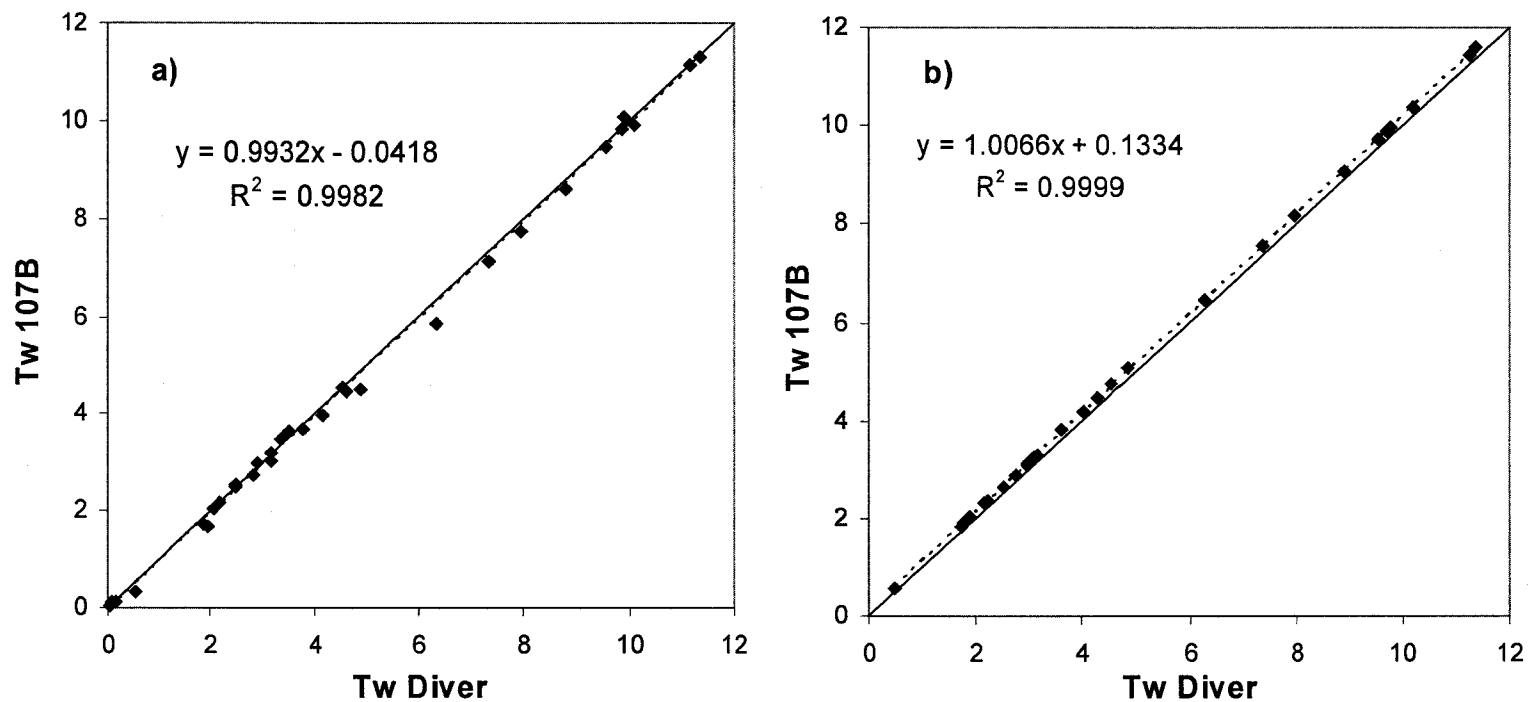 a)
y = 0.9932x - 0.0418
R² = 0.9982
Tw 107B
12
10
8
6
4
2
0
0 2 4 6 8 10 12
Tw Diver
b)
y = 1.0066x + 0.1334
R² = 0.9999
Tw 107B
12
10
8
6
4
2
0
0 2 4 6 8 10 12
Tw Diver